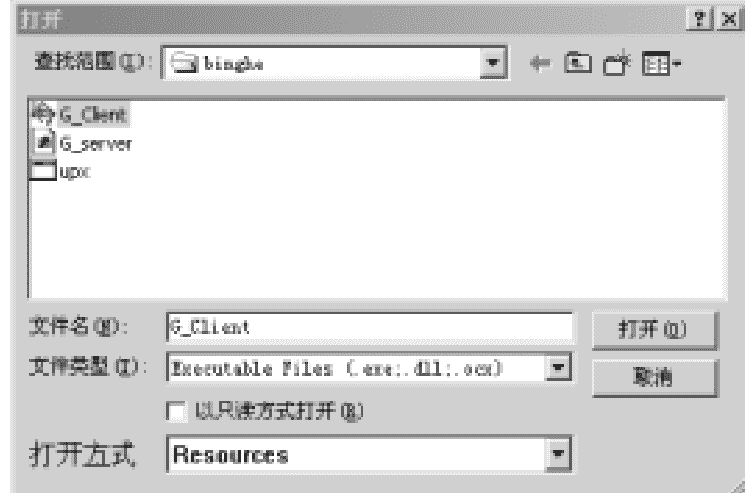 打开
查找范围(I): binghe
G_Client
G_server
upx
文件名(N): G_Client 打开(O)
文件类型(T): Executable Files (.exe;.dll;.ocx) 取消
以只读方式打开(R)
打开方式 Resources